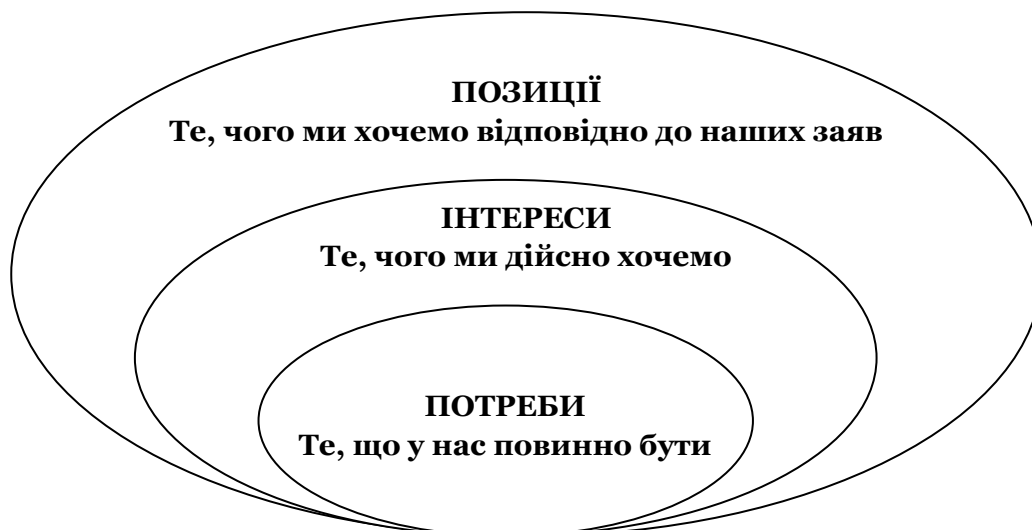 ПОЗИЦІЇ
Те, чого ми хочемо відповідно до наших заяв
ІНТЕРЕСИ
Те, чого ми дійсно хочемо
ПОТРЕБИ
Те, що у нас повинно бути